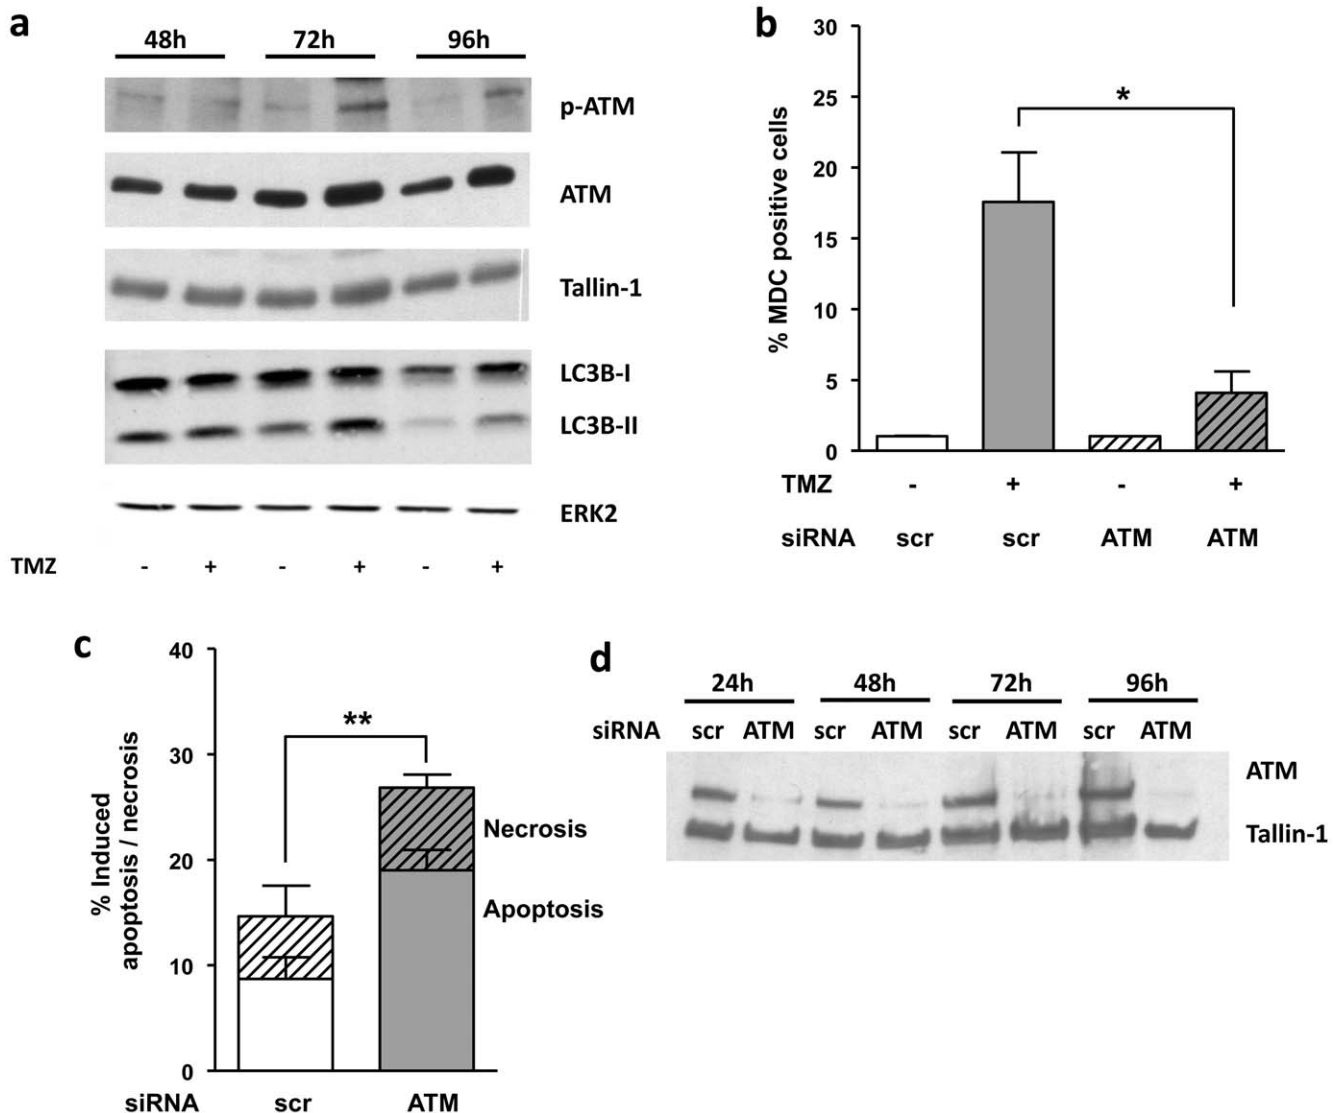 a
48h 72h 96h
p-ATM
ATM
Tallin-1
LC3B-I
LC3B-II
ERK2
TMZ - + - + - +
b
% MDC positive cells
30
25
20
15
10
5
0
*
TMZ - + - +
siRNA scr scr ATM ATM
c
% Induced
apoptosis / necrosis
40
30
20
10
0
**
Necrosis
Apoptosis
siRNA scr ATM
d
24h 48h 72h 96h
siRNA scr ATM scr ATM scr ATM scr ATM
ATM
Tallin-1